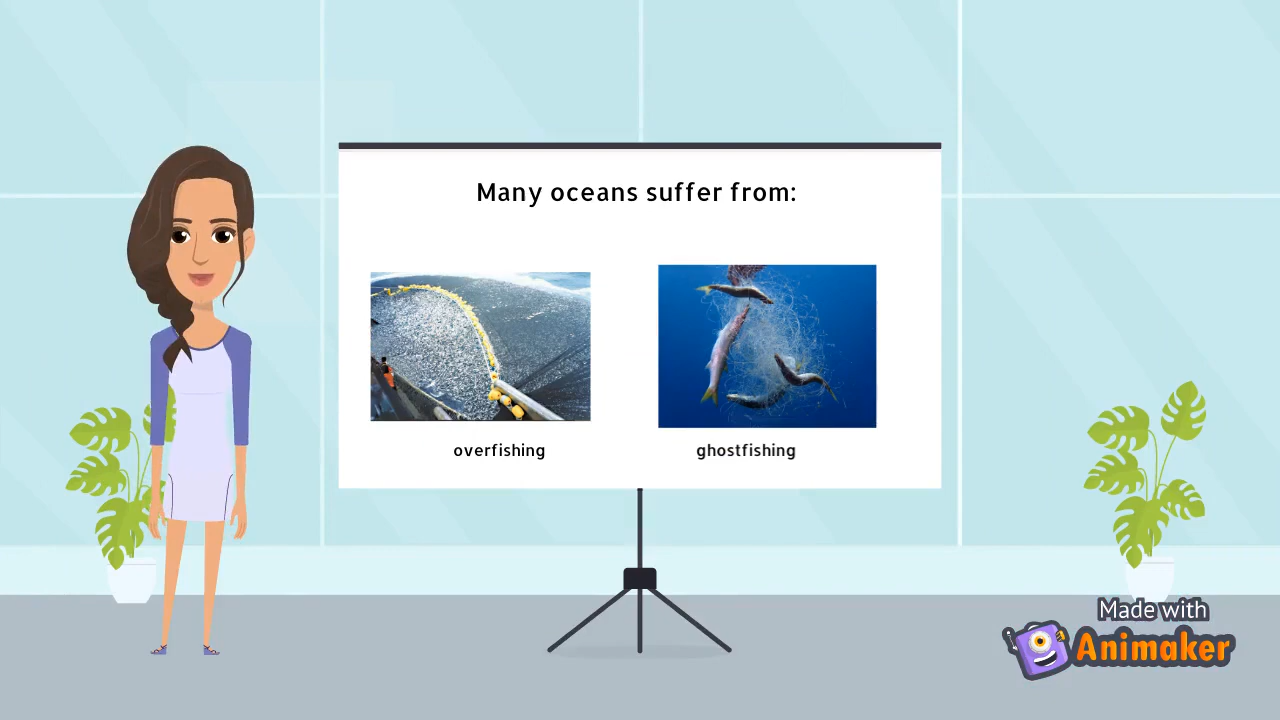 Many oceans suffer from:
overfishing
ghostfishing
Made with
Animaker